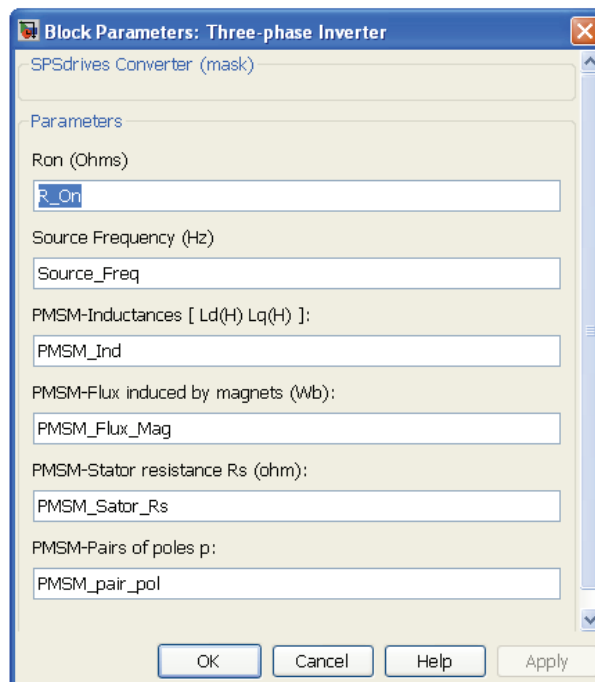 Block Parameters: Three-phase Inverter
SPSdrives Converter (mask)
Parameters
Ron (Ohms)
R_On
Source Frequency (Hz)
Source_Freq
PMSM-Inductances [ Ld(H) Lq(H) ]:
PMSM_Ind
PMSM-Flux induced by magnets (Wb):
PMSM_Flux_Mag
PMSM-Stator resistance Rs (ohm):
PMSM_Sator_Rs
PMSM-Pairs of poles p:
PMSM_pair_pol
OK Cancel Help Apply